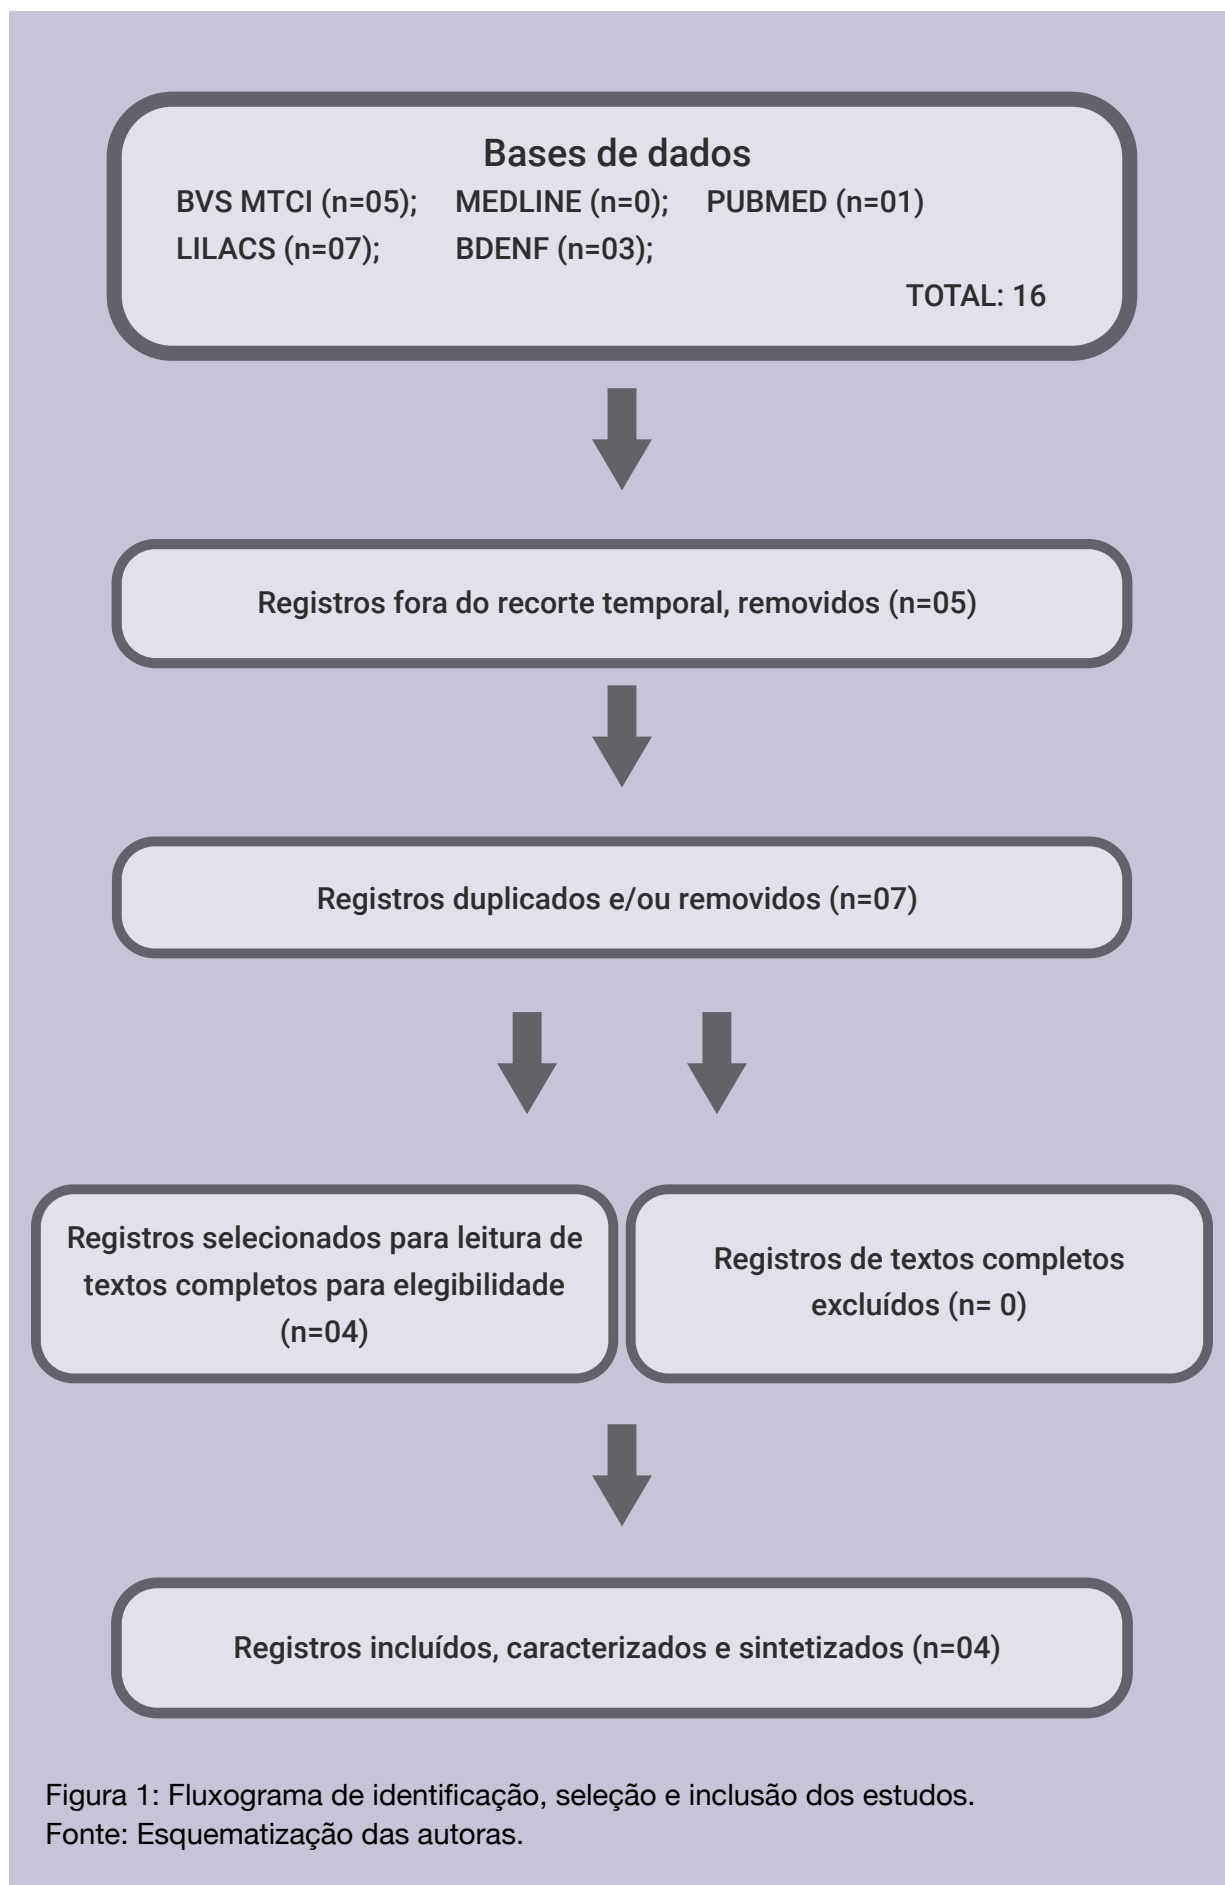 Bases de dados
BVS MTCI (n=05); MEDLINE (n=0); PUBMED (n=01)
LILACS (n=07); BDENF (n=03);
TOTAL: 16
Registros fora do recorte temporal, removidos (n=05)
Registros duplicados e/ou removidos (n=07)
Registros selecionados para leitura de
textos completos para elegibilidade
(n=04)
Registros de textos completos
excluídos (n= 0)
Registros incluídos, caracterizados e sintetizados (n=04)
Figura 1: Fluxograma de identificação, seleção e inclusão dos estudos.
Fonte: Esquematização das autoras.